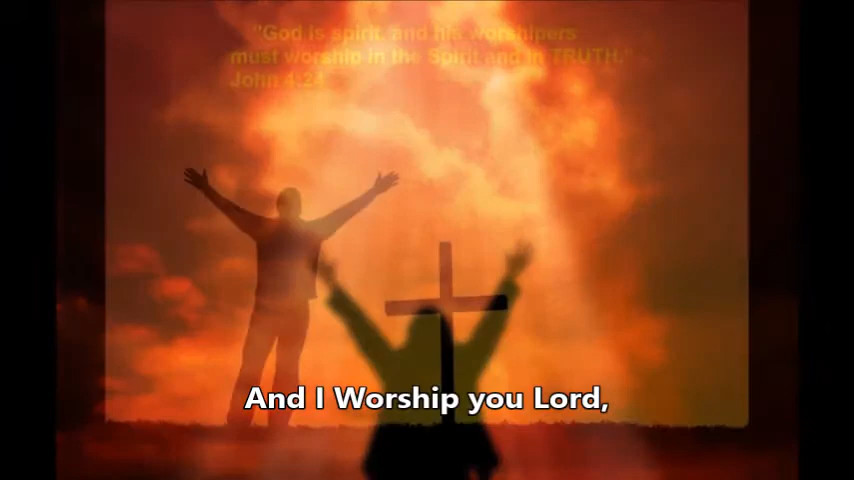 "God is spirit, and his worshipers
must worship in the Spirit and in TRUTH."
John 4:24
And I Worship you Lord,